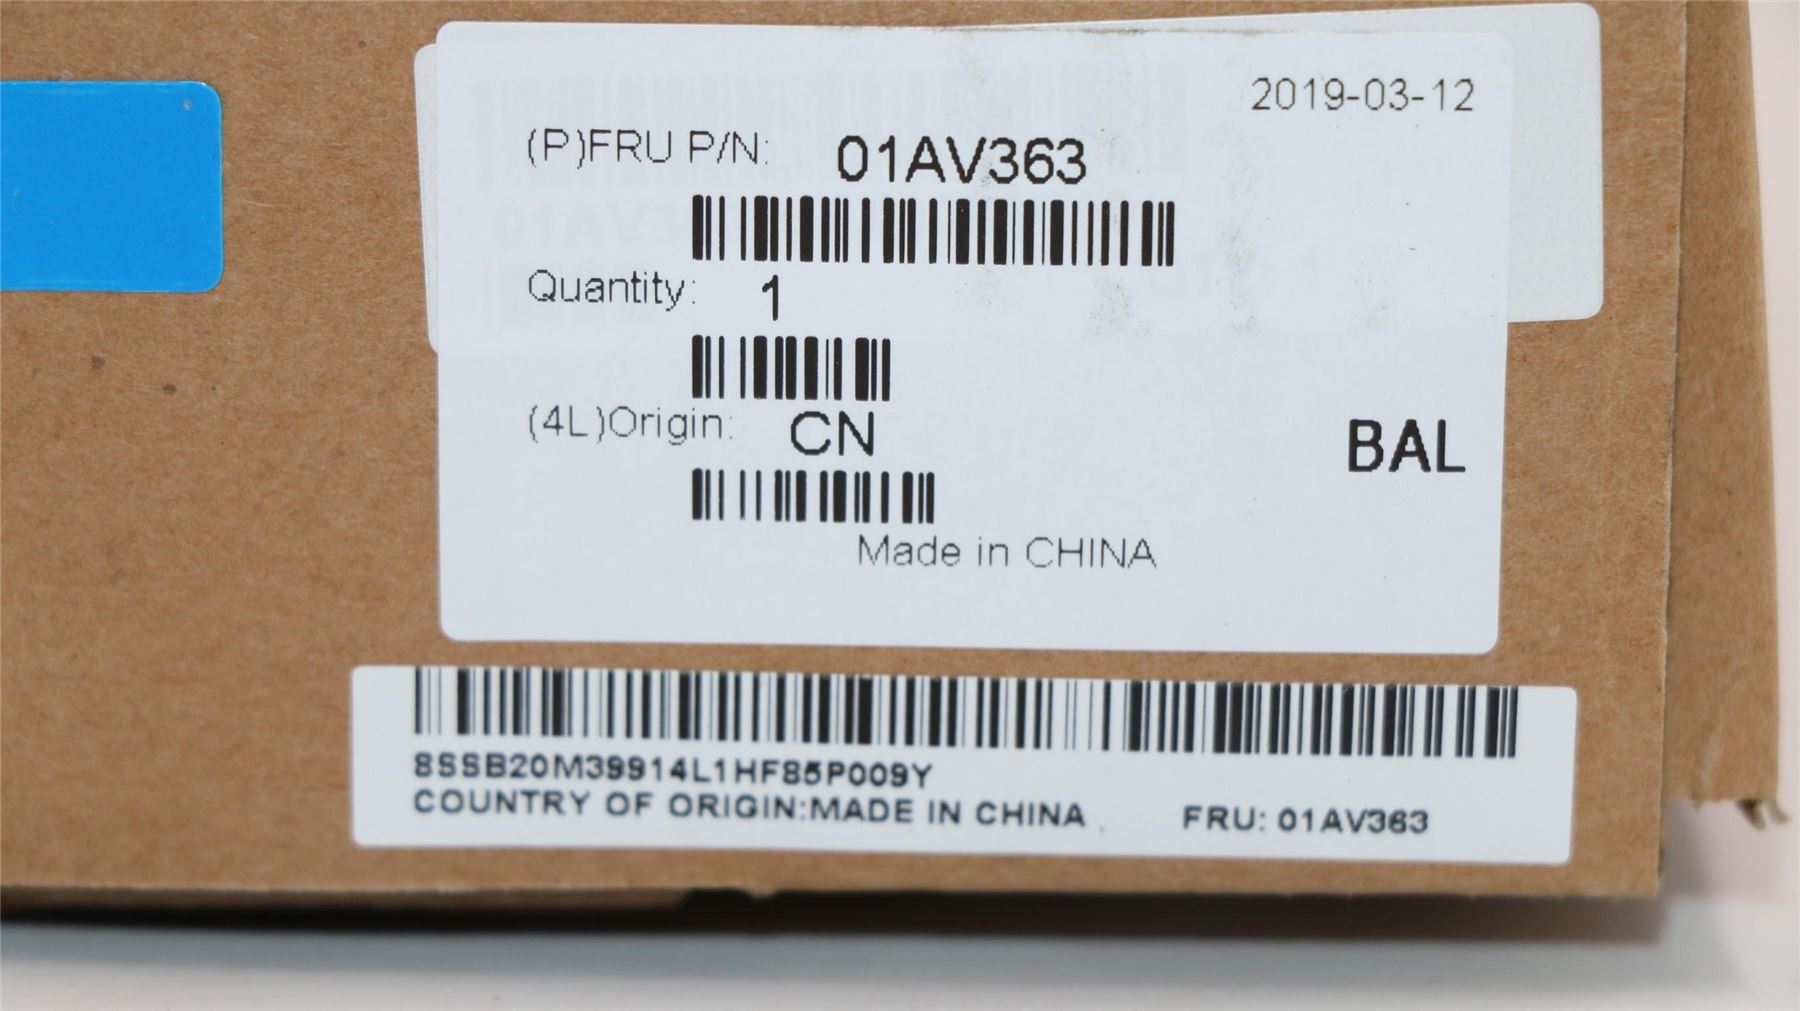 2019-03-12
(P)FRU P/N: 01AV363
Quantity: 1
(4L)Origin: CN
BAL
Made in CHINA
8SSB20M39914L1HF85P009Y
COUNTRY OF ORIGIN:MADE IN CHINA FRU: 01AV363